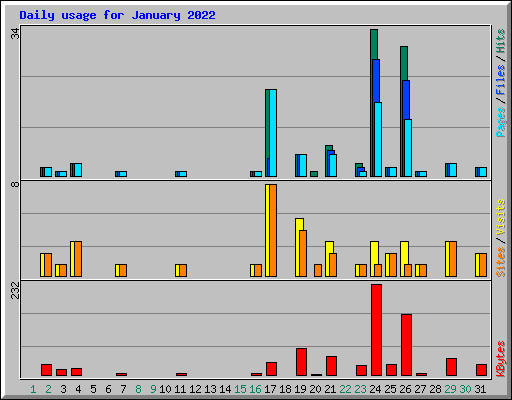 Daily usage for January 2022
34
Pages / Files / Hits
8
Sites / Visits
232
KBytes
1 2 3 4 5 6 7 8 9 10 11 12 13 14 15 16 17 18 19 20 21 22 23 24 25 26 27 28 29 30 31